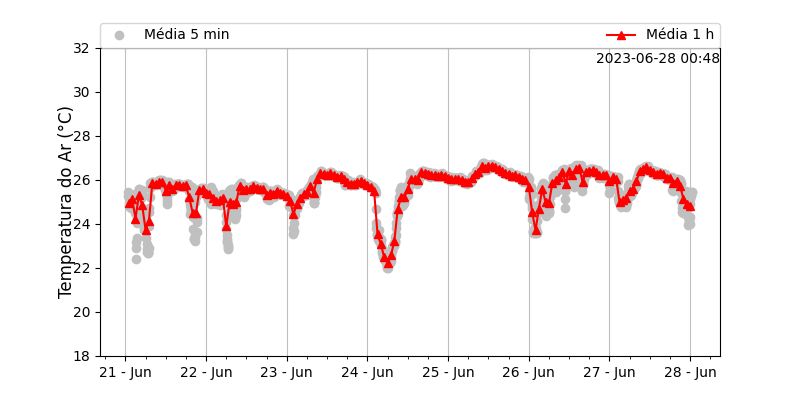 Média 5 min
Média 1 h
2023-06-28 00:48
Temperatura do Ar (°C)
32
30
28
26
24
22
20
18
21 - Jun
22 - Jun
23 - Jun
24 - Jun
25 - Jun
26 - Jun
27 - Jun
28 - Jun